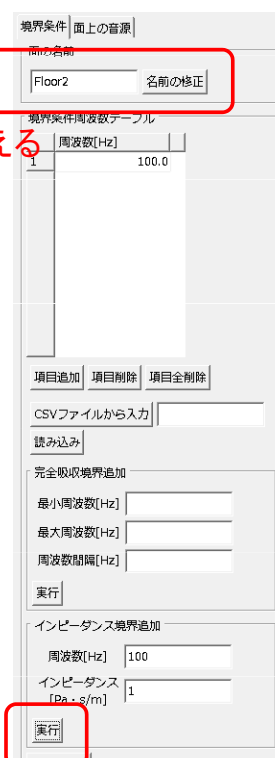 境界条件 面上の音源
面の名前
Floor2 名前の修正
境界条件周波数テーブル
える
周波数[Hz]
1 100.0
項目追加 項目削除 項目全削除
CSVファイルから入力
読み込み
完全吸収境界追加
最小周波数[Hz]
最大周波数[Hz]
周波数間隔[Hz]
実行
インピーダンス境界追加
周波数[Hz] 100
インピーダンス
[Pa・s/m] 1
実行